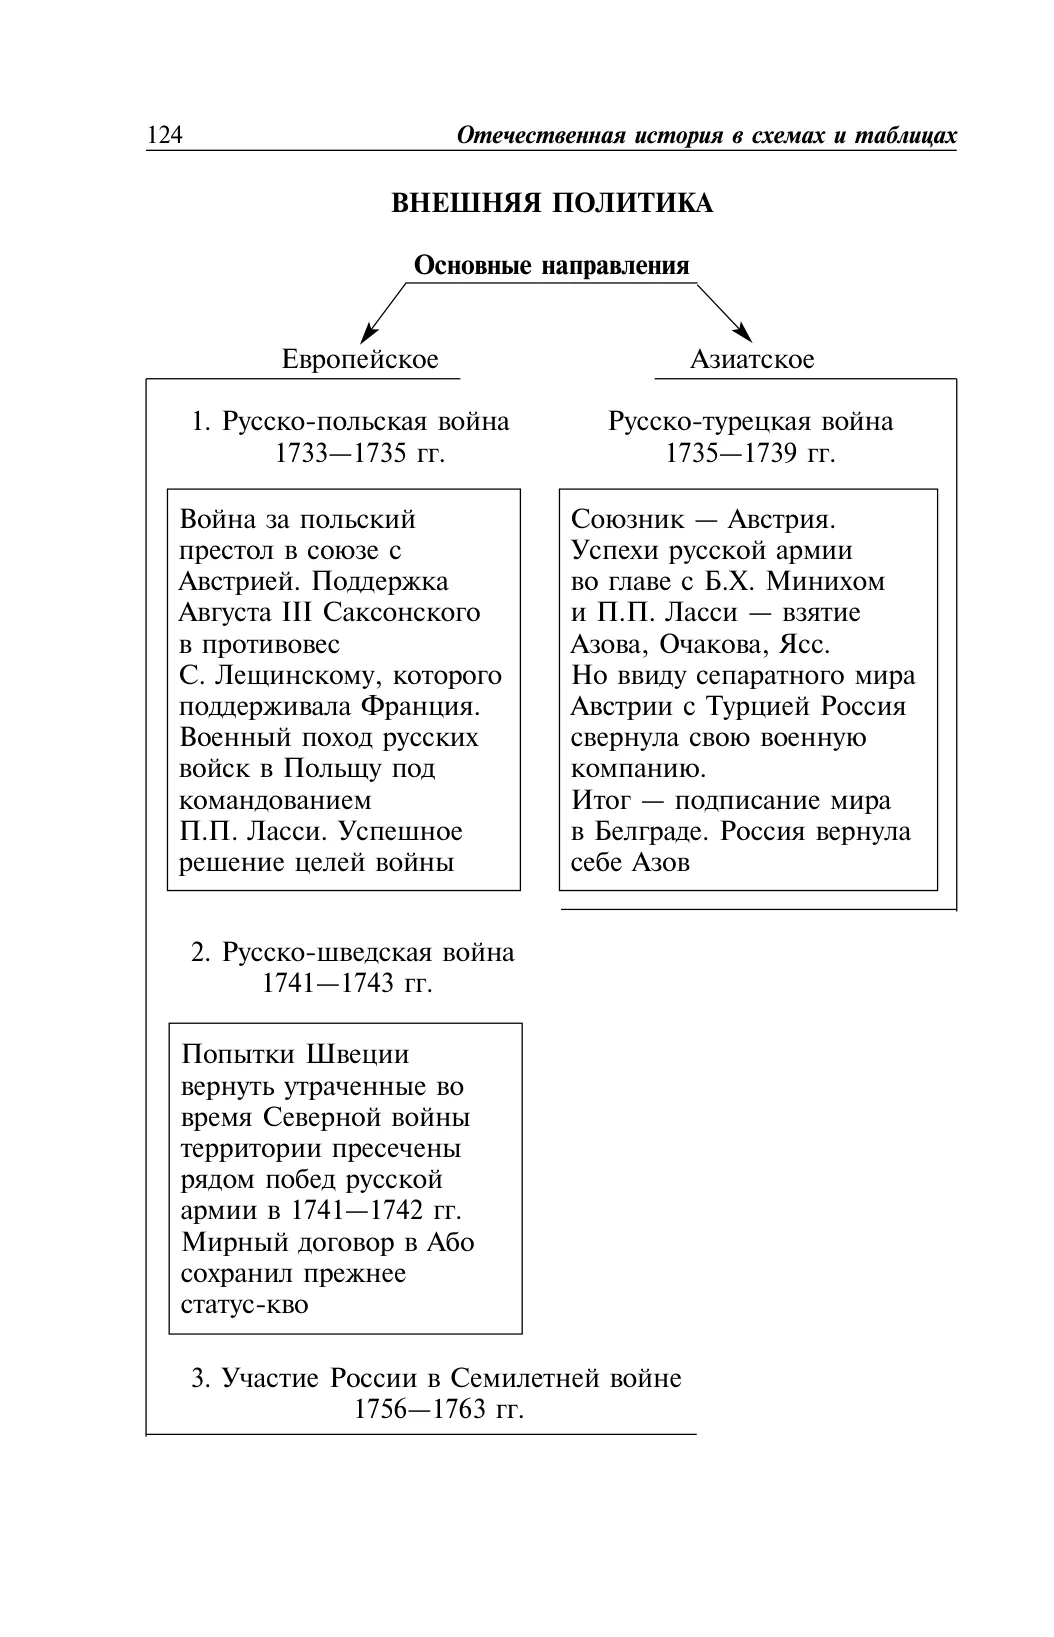 124
Отечественная история в схемах и таблицах
ВНЕШНЯЯ ПОЛИТИКА
Основные направления
Европейское
Азиатское
1. Русско-польская война
1733—1735 гг.
Война за польский
престол в союзе с
Австрией. Поддержка
Августа III Саксонского
в противовес
С. Лещинскому, которого
поддерживала Франция.
Военный поход русских
войск в Польщу под
командованием
П.П. Ласси. Успешное
решение целей войны
Русско-турецкая война
1735—1739 гг.
Союзник — Австрия.
Успехи русской армии
во главе с Б.Х. Минихом
и П.П. Ласси — взятие
Азова, Очакова, Ясс.
Но ввиду сепаратного мира
Австрии с Турцией Россия
свернула свою военную
компанию.
Итог — подписание мира
в Белграде. Россия вернула
себе Азов
2. Русско-шведская война
1741—1743 гг.
Попытки Швеции
вернуть утраченные во
время Северной войны
территории пресечены
рядом побед русской
армии в 1741—1742 гг.
Мирный договор в Або
сохранил прежнее
статус-кво
3. Участие России в Семилетней войне
1756—1763 гг.